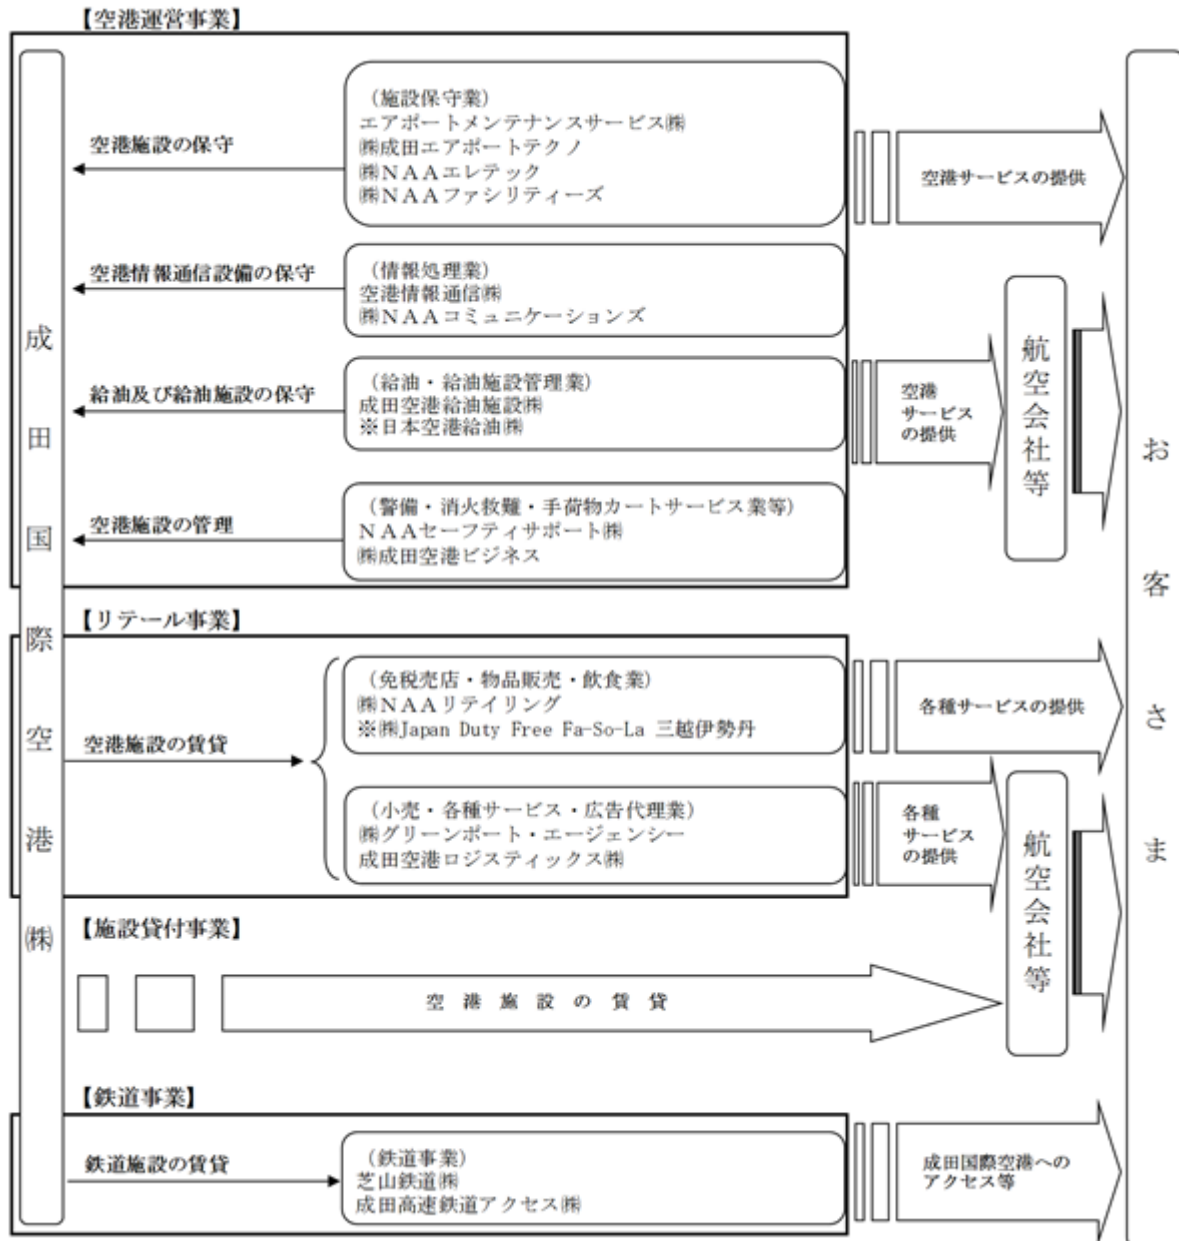 【空港運営事業】
成田国際空港㈱
空港施設の保守
（施設保守業）
エアポートメンテナンスサービス㈱
㈱成田エアポートテクノ
㈱ＮＡＡエレテック
㈱ＮＡＡファシリティーズ
空港サービスの提供
空港情報通信設備の保守
（情報処理業）
空港情報通信㈱
㈱ＮＡＡコミュニケーションズ
給油及び給油施設の保守
（給油・給油施設管理業）
成田空港給油施設㈱
※日本空港給油㈱
空港
サービス
の提供
航空会社等
お客さま
空港施設の管理
（警備・消火救難・手荷物カートサービス業等）
ＮＡＡセーフティサポート㈱
㈱成田空港ビジネス
【リテール事業】
空港施設の賃貸
（免税売店・物品販売・飲食業）
㈱ＮＡＡリテイリング
※㈱Japan Duty Free Fa-So-La 三越伊勢丹
各種サービスの提供
（小売・各種サービス・広告代理業）
㈱グリーンポート・エージェンシー
成田空港ロジスティックス㈱
各種
サービス
の提供
航空会社等
【施設貸付事業】
空港施設の賃貸
【鉄道事業】
鉄道施設の賃貸
（鉄道事業）
芝山鉄道㈱
成田高速鉄道アクセス㈱
成田国際空港への
アクセス等